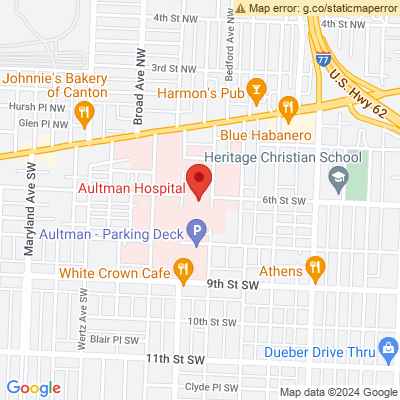 Map error: g.co/staticmaperror
4th St NW
Bedford Ave NW
3rd St NW
77
U.S. Hwy 62
Johnnie's Bakery
of Canton
Broad Ave NW
Harmon's Pub
Hursh Pl NW
Glen Pl NW
Blue Habanero
Heritage Christian School
Maryland Ave SW
Aultman Hospital
6th St SW
Aultman - Parking Deck
P
White Crown Cafe
Athens
9th St SW
Wertz Ave SW
10th St SW
Blair Pl SW
11th St SW
Dueber Drive Thru
Google
Clyde Pl SW
Map data ©2024 Google